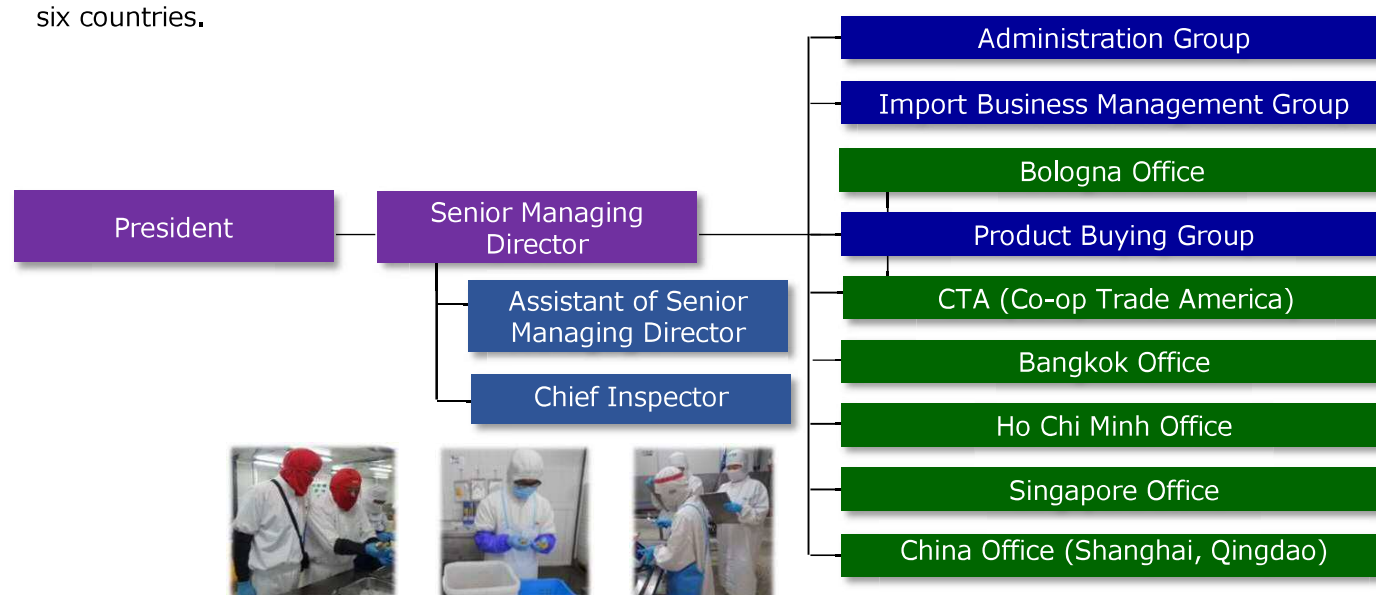 six countries.
President
Senior Managing
Director
Assistant of Senior
Managing Director
Chief Inspector
Administration Group
Import Business Management Group
Bologna Office
Product Buying Group
CTA (Co-op Trade America)
Bangkok Office
Ho Chi Minh Office
Singapore Office
China Office (Shanghai, Qingdao)